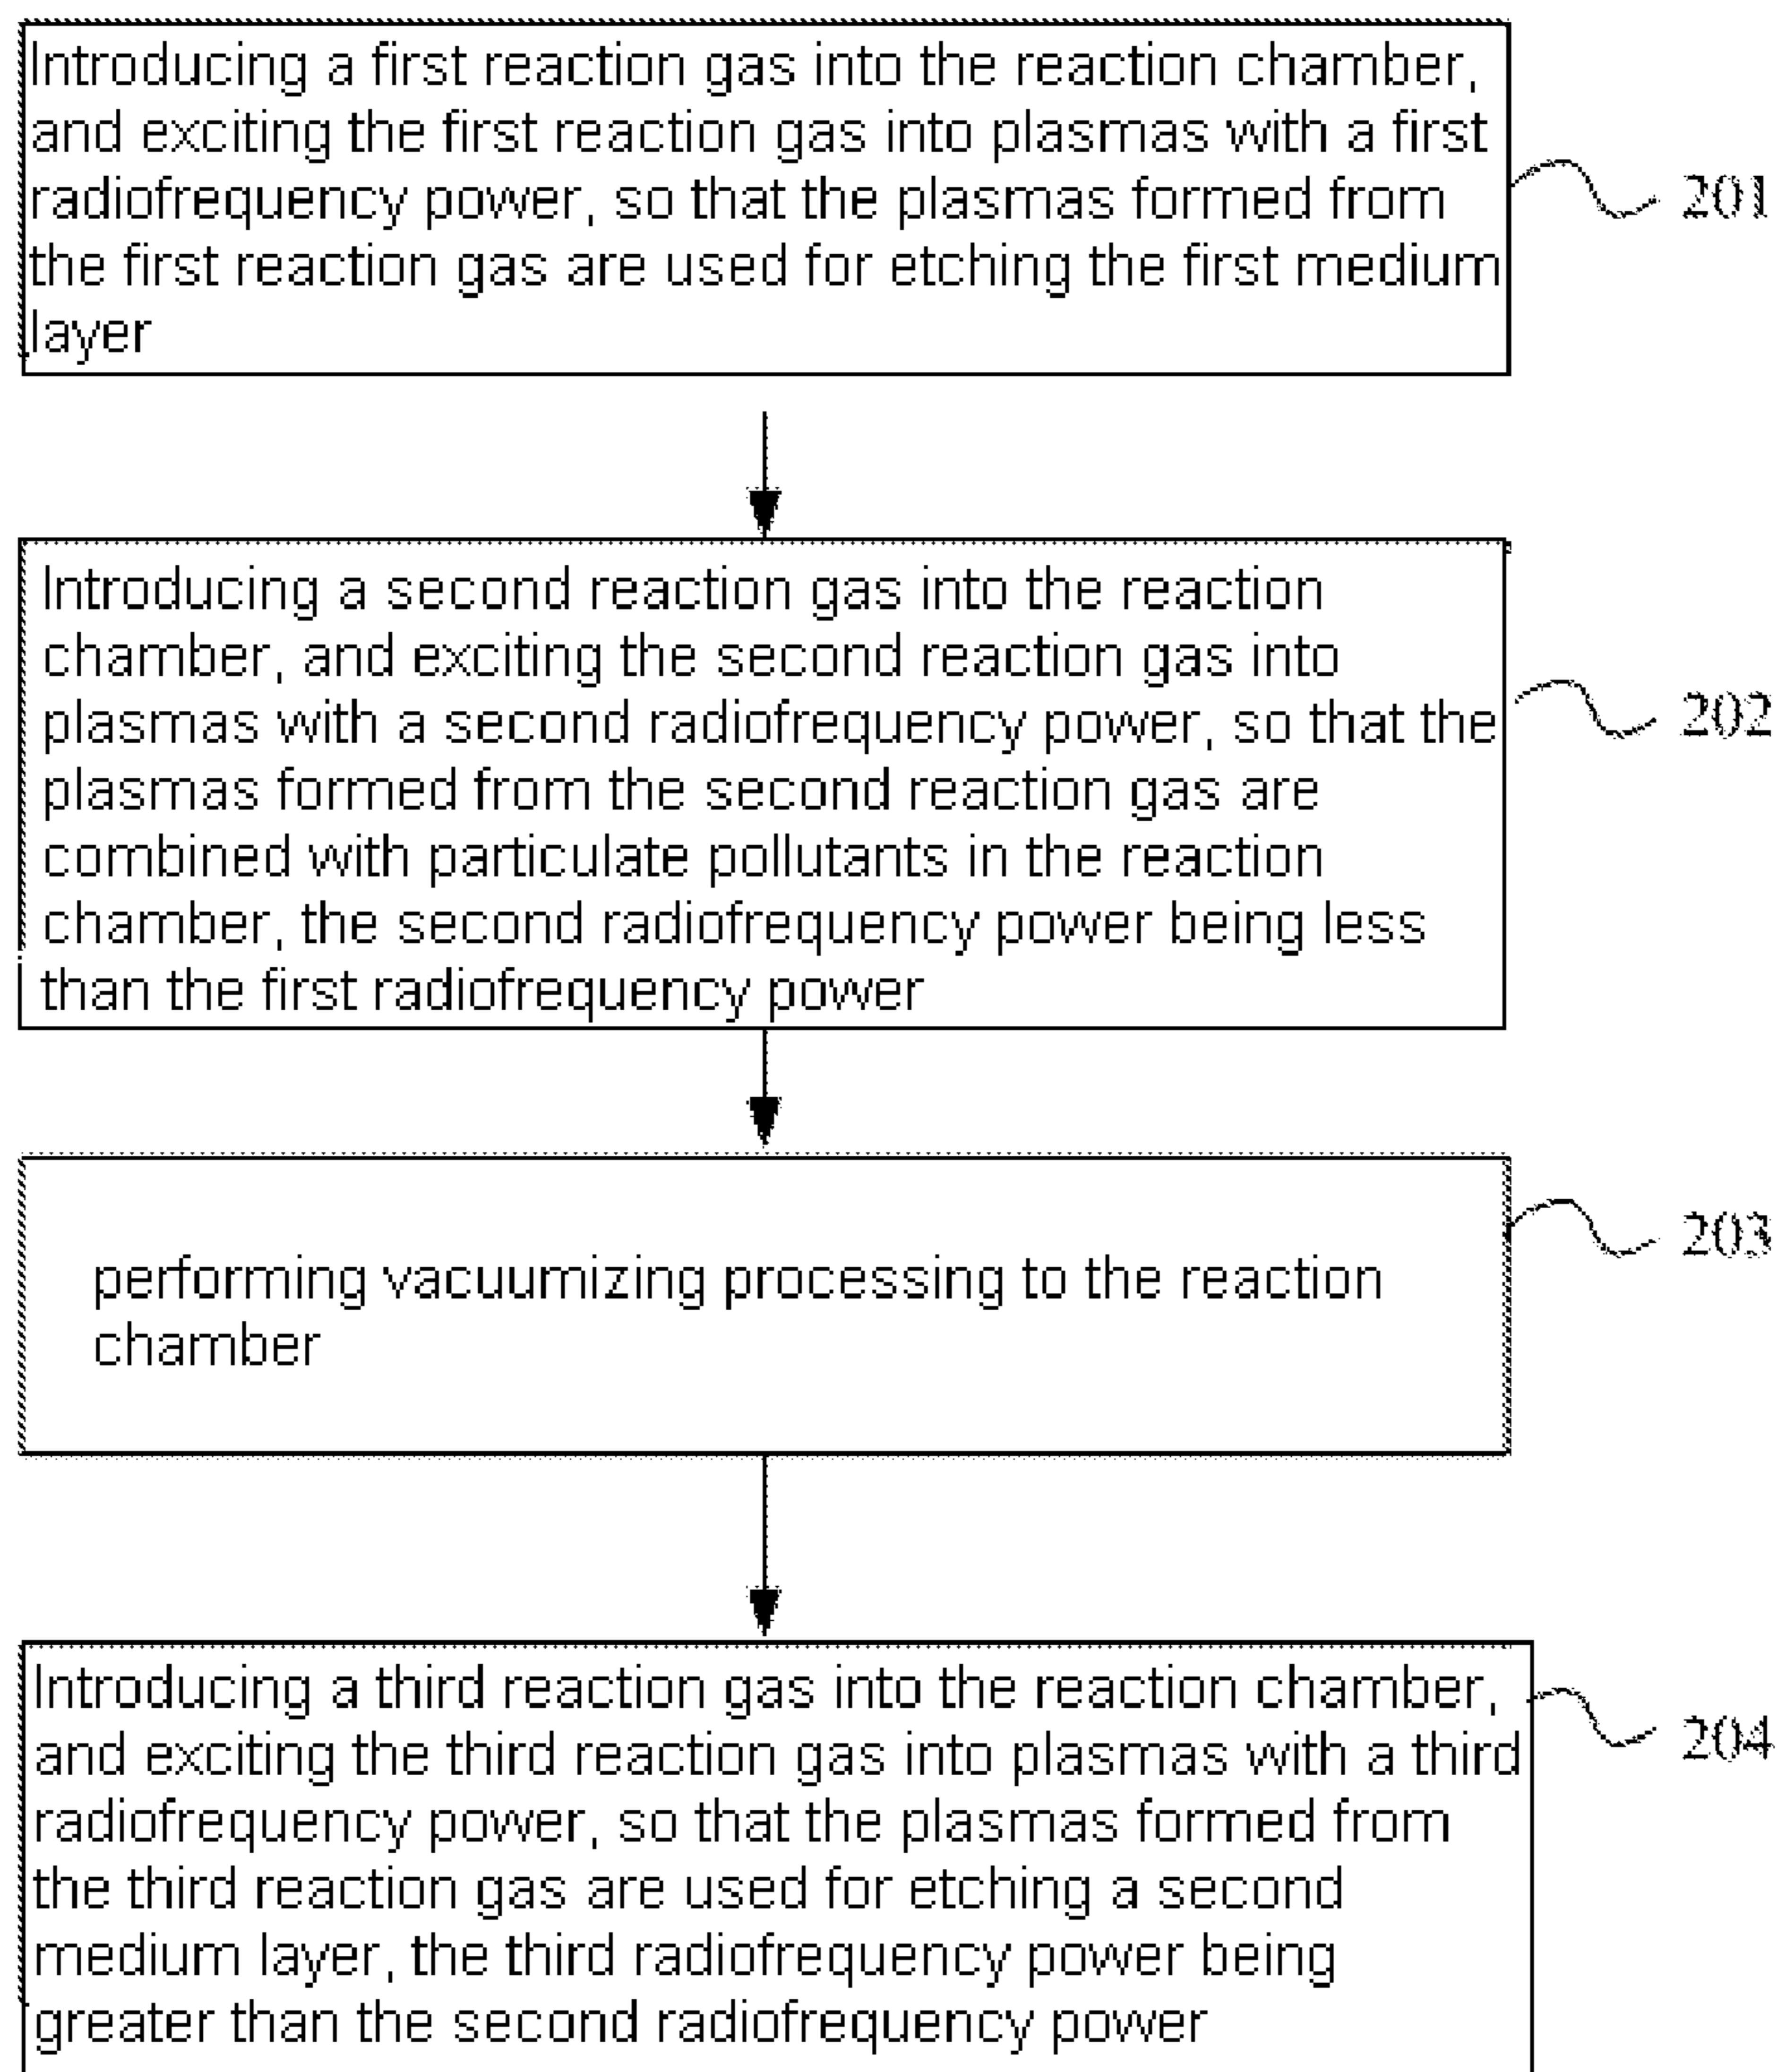 Introducing a first reaction gas into the reaction chamber,
and exciting the first reaction gas into plasmas with a first
radiofrequency power, so that the plasmas formed from
the first reaction gas are used for etching the first medium
layer
201
Introducing a second reaction gas into the reaction
chamber, and exciting the second reaction gas into
plasmas with a second radiofrequency power, so that the
plasmas formed from the second reaction gas are
combined with particulate pollutants in the reaction
chamber, the second radiofrequency power being less
than the first radiofrequency power
202
performing vacuumizing processing to the reaction
chamber
203
Introducing a third reaction gas into the reaction chamber,
and exciting the third reaction gas into plasmas with a third
radiofrequency power, so that the plasmas formed from
the third reaction gas are used for etching a second
medium layer, the third radiofrequency power being
greater than the second radiofrequency power
204